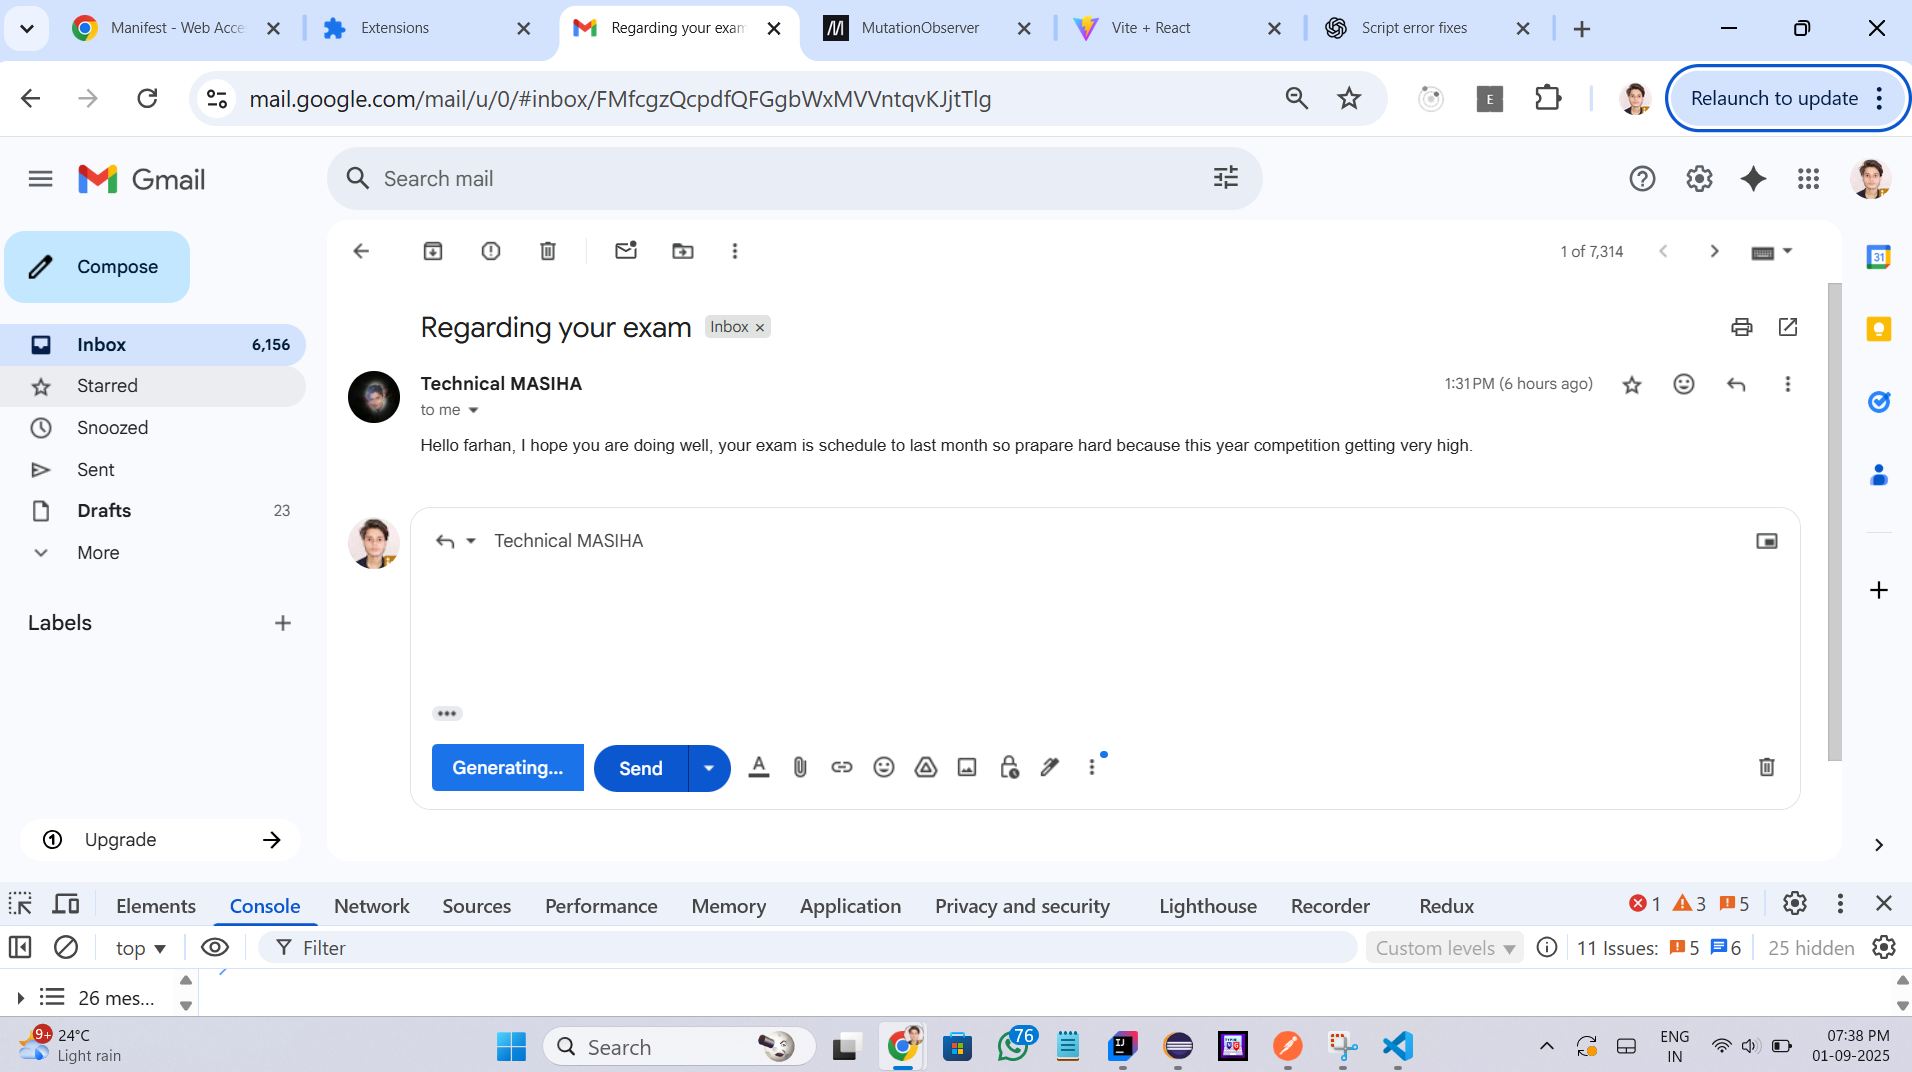 Manifest - Web Acce
Extensions
Regarding your exam
MutationObserver
Vite + React
Script error fixes
mail.google.com/mail/u/0/#inbox/FMfcgzQcpdfQFGgbWxMVVntqvKJjtTlg
E
Relaunch to update
Gmail
Search mail
Compose
1 of 7,314
31
Regarding your exam
Inbox ×
Inbox 6,156
Starred
Technical MASIHA
1:31 PM (6 hours ago)
to me
Snoozed
Hello farhan, I hope you are doing well, your exam is schedule to last month so prapare hard because this year competition getting very high.
Sent
Drafts 23
Technical MASIHA
More
Labels
Generating...
Send
Upgrade
Elements Console Network Sources Performance Memory Application Privacy and security Lighthouse Recorder Redux
1 3 5
top
Filter
Custom levels
11 Issues: 5 6
25 hidden
26 mes...
9+
24°C
Light rain
Search
76
IJ
ENG
IN
07:38 PM
01-09-2025